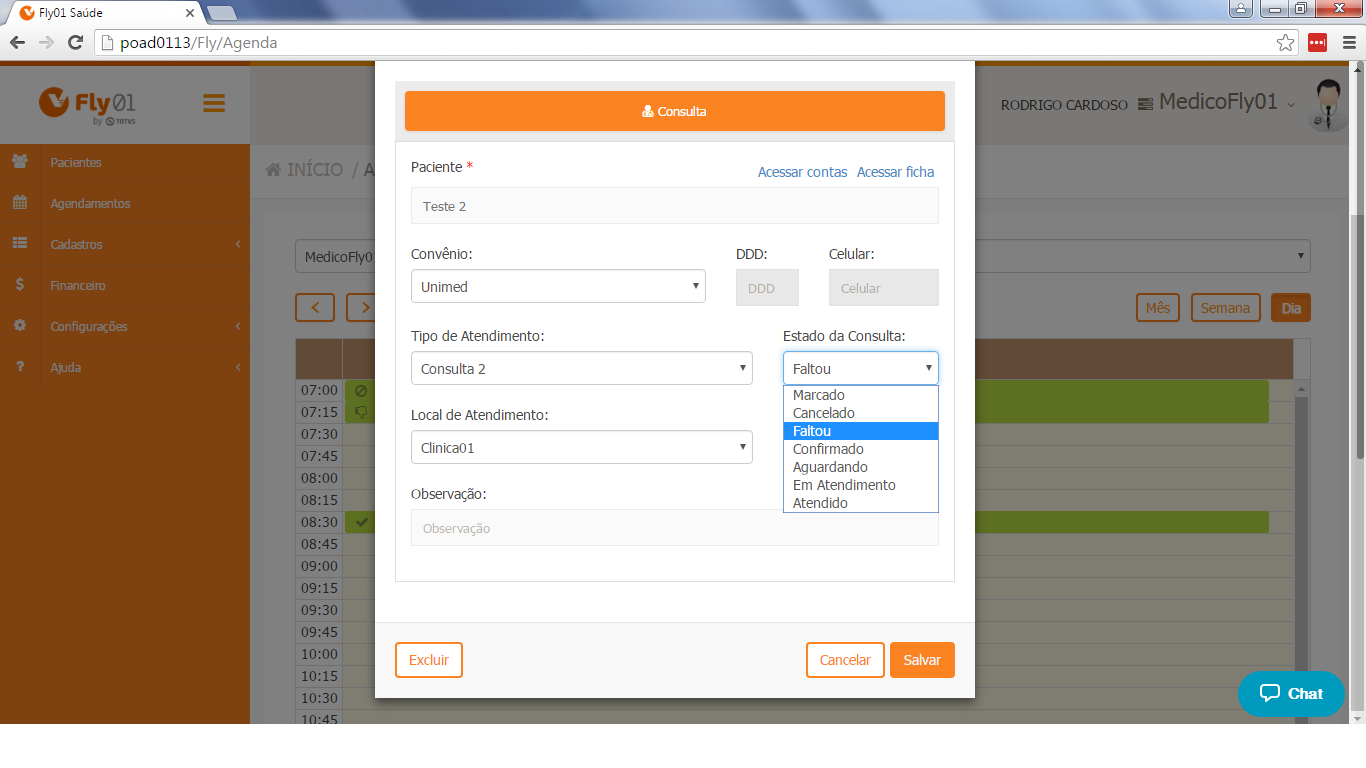 Fly01 Saúde
poad0113/Fly/Agenda
Fly01
by TOTVS
RODRIGO CARDOSO MedicoFly01
Pacientes
Agendamentos
Cadastros
Financeiro
Configurações
Ajuda
INÍCIO / A
MedicoFly0
Mês Semana Dia
07:00
07:15
07:30
07:45
08:00
08:15
08:30
08:45
09:00
09:15
09:30
09:45
10:00
10:15
10:30
10:45
Consulta
Paciente *
Acessar contas Acessar ficha
Teste 2
Convênio: DDD: Celular:
Unimed DDD Celular
Tipo de Atendimento: Estado da Consulta:
Consulta 2 Faltou
Marcado
Cancelado
Faltou
Confirmado
Aguardando
Em Atendimento
Atendido
Local de Atendimento:
Clinica01
Observação:
Observação
Excluir Cancelar Salvar
Chat